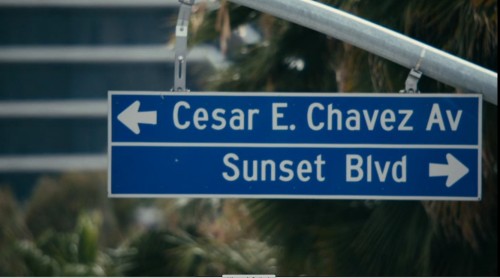 Cesar E. Chavez Av
Sunset Blvd